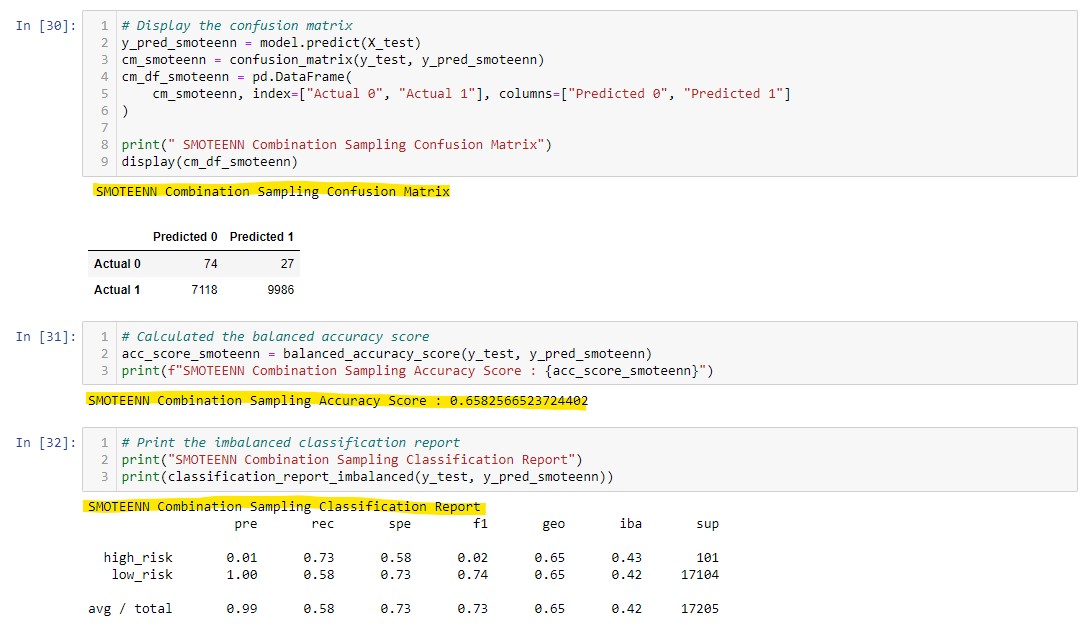 In [30]:
1 # Display the confusion matrix
2 y_pred_smoteenn = model.predict(X_test)
3 cm_smoteenn = confusion_matrix(y_test, y_pred_smoteenn)
4 cm_df_smoteenn = pd.DataFrame(
5     cm_smoteenn, index=["Actual 0", "Actual 1"], columns=["Predicted 0", "Predicted 1"]
6 )
7
8 print(" SMOTEENN Combination Sampling Confusion Matrix")
9 display(cm_df_smoteenn)
SMOTEENN Combination Sampling Confusion Matrix
Predicted 0 Predicted 1
Actual 0 74 27
Actual 1 7118 9986
In [31]:
1 # Calculated the balanced accuracy score
2 acc_score_smoteenn = balanced_accuracy_score(y_test, y_pred_smoteenn)
3 print(f"SMOTEENN Combination Sampling Accuracy Score : {acc_score_smoteenn}")
SMOTEENN Combination Sampling Accuracy Score : 0.6582566523724402
In [32]:
1 # Print the imbalanced classification report
2 print("SMOTEENN Combination Sampling Classification Report")
3 print(classification_report_imbalanced(y_test, y_pred_smoteenn))
SMOTEENN Combination Sampling Classification Report
pre rec spe f1 geo iba sup
high_risk 0.01 0.73 0.58 0.02 0.65 0.43 101
low_risk 1.00 0.58 0.73 0.74 0.65 0.42 17104
avg / total 0.99 0.58 0.73 0.73 0.65 0.42 17205